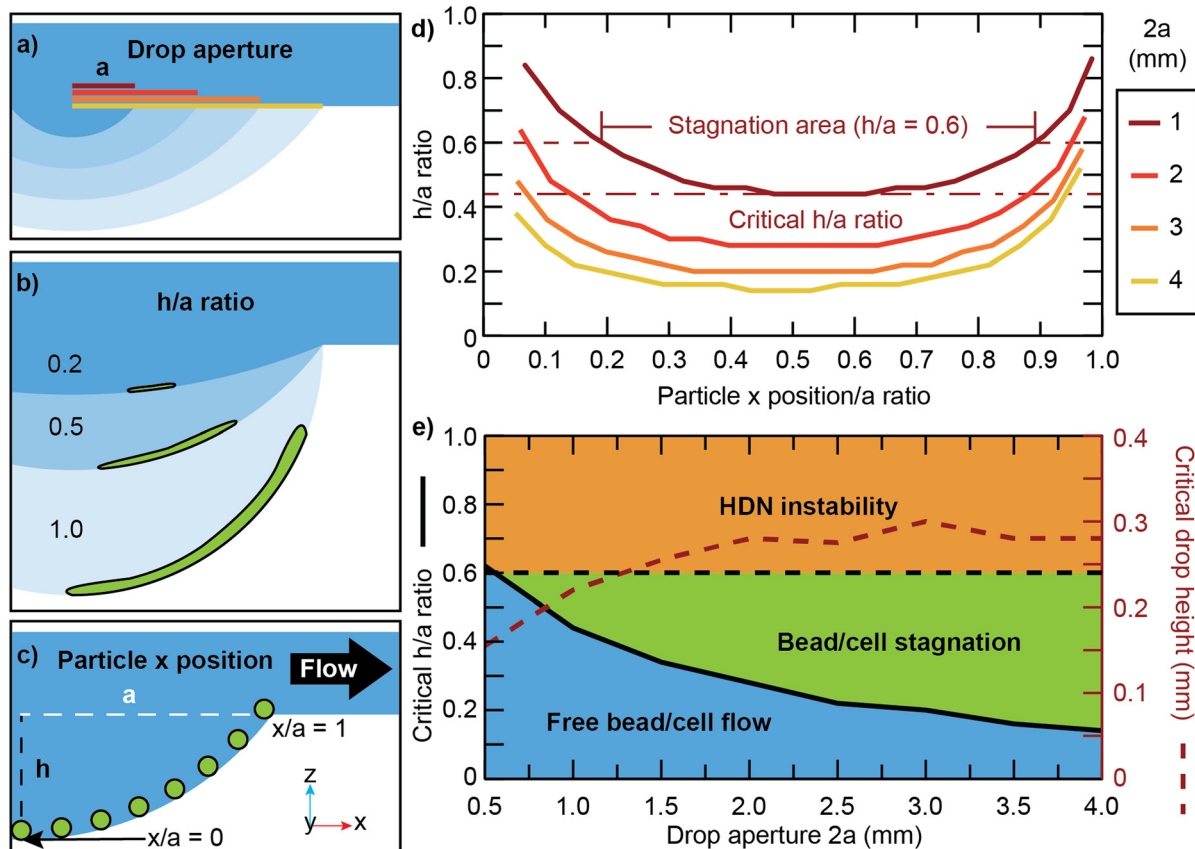 a)
Drop aperture
a
b)
h/a ratio
0.2
0.5
1.0
c)
Particle x position
Flow
a
h
x/a = 1
x/a = 0
z
y
x
d)
h/a ratio
1.0
0.8
0.6
0.4
0.2
0
Stagnation area (h/a = 0.6)
Critical h/a ratio
0
0.1
0.2
0.3
0.4
0.5
0.6
0.7
0.8
0.9
1.0
Particle x position/a ratio
2a
(mm)
1
2
3
4
e)
Critical h/a ratio
1.0
0.8
0.6
0.4
0.2
0
HDN instability
Bead/cell stagnation
Free bead/cell flow
0.4
0.3
0.2
0.1
0
Critical drop height (mm)
0.5
1.0
1.5
2.0
2.5
3.0
3.5
4.0
Drop aperture 2a (mm)